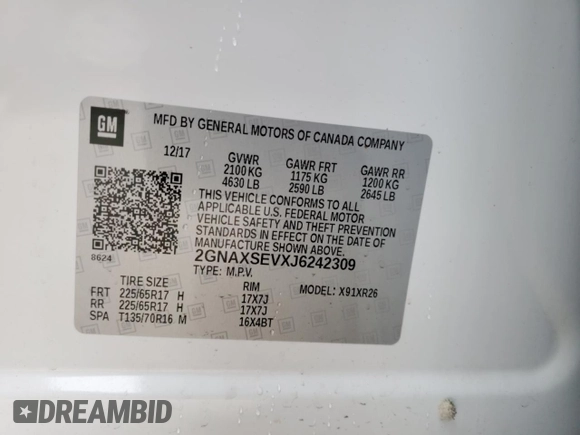 GM
MFD BY GENERAL MOTORS OF CANADA COMPANY
12/17 GVWR GAWR FRT GAWR RR
2100 KG 1175 KG 1200 KG
4630 LB 2590 LB 2645 LB
THIS VEHICLE CONFORMS TO ALL
APPLICABLE U.S. FEDERAL MOTOR
VEHICLE SAFETY AND THEFT PREVENTION
STANDARDS IN EFFECT ON THE DATE OF
MANUFACTURE SHOWN ABOVE.
8624 2GNAXSEVXJ6242309
TYPE: M.P.V. MODEL: X91XR26
TIRE SIZE RIM
FRT 225/65R17 H 17X7J
RR 225/65R17 H 17X7J
SPA T135/70R16 M 16X4BT
DREAMBID